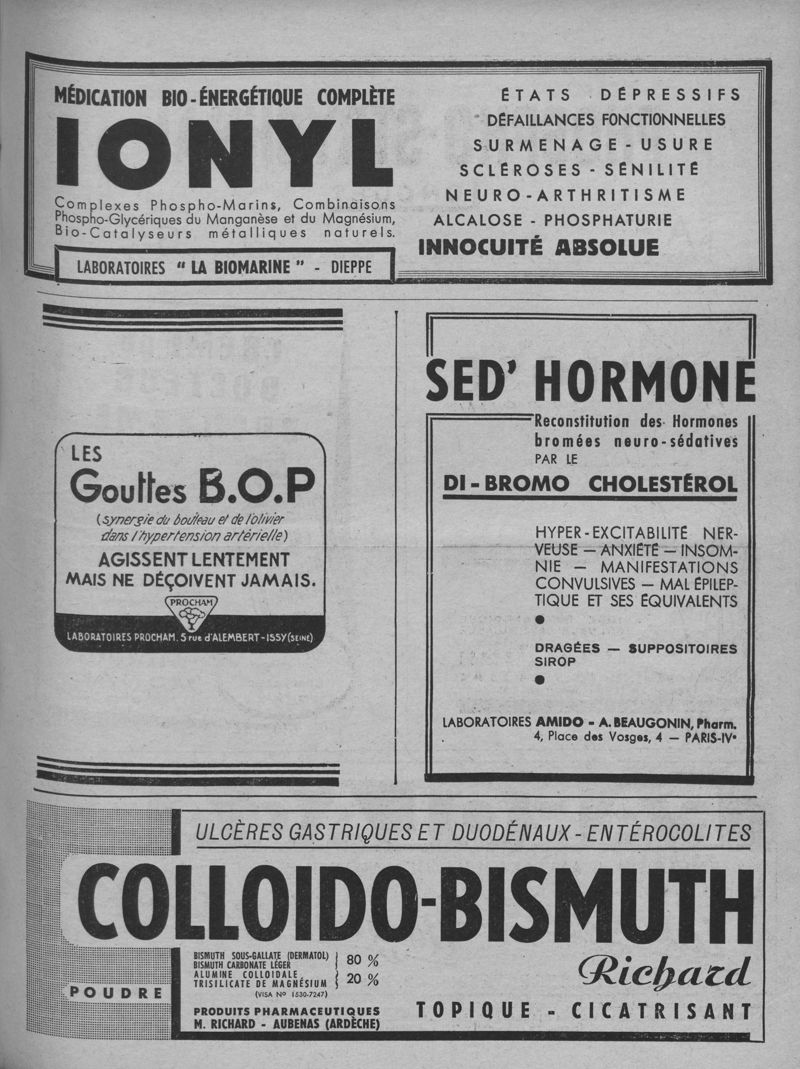 MÉDICATION BIO-ÉNERGÉTIQUE COMPLÈTE
IONYL
Complexes Phospho-Marins, Combinaisons
Phospho-Glycériques du Manganèse et du Magnésium,
Bio-Catalyseurs métalliques naturels.
LABORATOIRES "LA BIOMARINE" - DIEPPE
ÉTATS DÉPRESSIFS
DÉFAILLANCES FONCTIONNELLES
SURMENAGE - USURE
SCLÉROSES - SÉNILITÉ
NEURO-ARTHRITISME
ALCALOSE - PHOSPHATURIE
INNOCUITÉ ABSOLUE
LES
Gouttes B.O.P
(synergie du bouleau et de l'olivier
dans l'hypertension artérielle)
AGISSENT LENTEMENT
MAIS NE DÉÇOIVENT JAMAIS.
PROCHAM
LABORATOIRES PROCHAM. 5 rue d'ALEMBERT-ISSY (SEINE)
SED' HORMONE
Reconstitution des Hormones
bromées neuro-sédatives
PAR LE
DI-BROMO CHOLESTÉROL
HYPER-EXCITABILITÉ NER-
VEUSE — ANXIÉTÉ — INSOM-
NIE — MANIFESTATIONS
CONVULSIVES — MAL ÉPILEP-
TIQUE ET SES ÉQUIVALENTS
DRAGÉES — SUPPOSITOIRES
SIROP
LABORATOIRES AMIDO - A. BEAUGONIN, Pharm.
4, Place des Vosges, 4 — PARIS-IVe
ULCÈRES GASTRIQUES ET DUODÉNAUX - ENTÉROCOLITES
COLLOIDO-BISMUTH
Richard
POUDRE
BISMUTH SOUS-GALLATE (DERMATOL)
BISMUTH CARBONATE LÉGER
80 %
ALUMINE COLLOIDALE
TRISILICATE DE MAGNÉSIUM
20 %
(VISA No 1530-7247)
PRODUITS PHARMACEUTIQUES
M. RICHARD - AUBENAS (ARDÈCHE)
TOPIQUE - CICATRISANT